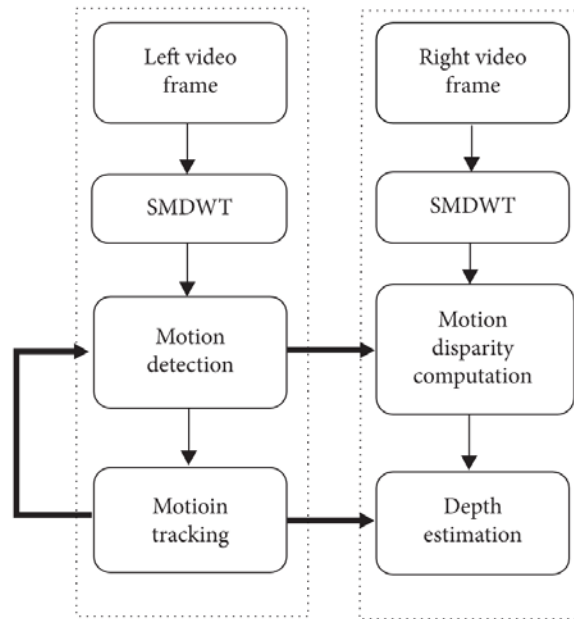 Left video
frame
SMDWT
Motion
detection
Motioin
tracking
Right video
frame
SMDWT
Motion
disparity
computation
Depth
estimation